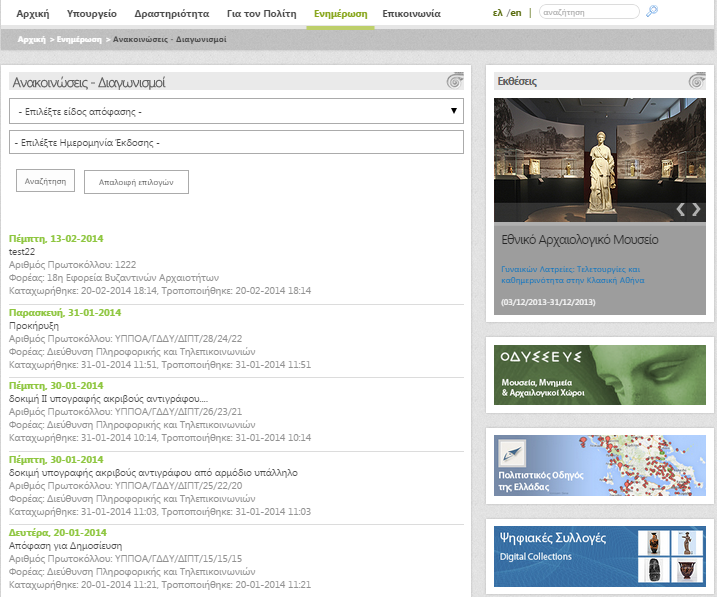 Αρχική Υπουργείο Δραστηριότητα Για τον Πολίτη Ενημέρωση Επικοινωνία ελ /en | αναζήτηση
Αρχική > Ενημέρωση > Ανακοινώσεις - Διαγωνισμοί
Ανακοινώσεις - Διαγωνισμοί
- Επιλέξτε είδος απόφασης -
- Επιλέξτε Ημερομηνία Έκδοσης -
Αναζήτηση Απαλοιφή επιλογών
Πέμπτη, 13-02-2014
test22
Αριθμός Πρωτοκόλλου: 1222
Φορέας: 18η Εφορεία Βυζαντινών Αρχαιοτήτων
Καταχωρήθηκε: 20-02-2014 18:14, Τροποποιήθηκε: 20-02-2014 18:14
Παρασκευή, 31-01-2014
Προκήρυξη
Αριθμός Πρωτοκόλλου: ΥΠΠΟΑ/ΓΔΔΥ/ΔΙΠΤ/28/24/22
Φορέας: Διεύθυνση Πληροφορικής και Τηλεπικοινωνιών
Καταχωρήθηκε: 31-01-2014 11:51, Τροποποιήθηκε: 31-01-2014 11:51
Πέμπτη, 30-01-2014
δοκιμή ΙΙ υπογραφής ακριβούς αντιγράφου....
Αριθμός Πρωτοκόλλου: ΥΠΠΟΑ/ΓΔΔΥ/ΔΙΠΤ/26/23/21
Φορέας: Διεύθυνση Πληροφορικής και Τηλεπικοινωνιών
Καταχωρήθηκε: 31-01-2014 10:14, Τροποποιήθηκε: 31-01-2014 10:14
Πέμπτη, 30-01-2014
δοκιμή υπογραφής ακριβούς αντιγράφου από αρμόδιο υπάλληλο
Αριθμός Πρωτοκόλλου: ΥΠΠΟΑ/ΓΔΔΥ/ΔΙΠΤ/25/22/20
Φορέας: Διεύθυνση Πληροφορικής και Τηλεπικοινωνιών
Καταχωρήθηκε: 31-01-2014 11:03, Τροποποιήθηκε: 31-01-2014 11:03
Δευτέρα, 20-01-2014
Απόφαση για Δημοσίευση
Αριθμός Πρωτοκόλλου: ΥΠΠΟΑ/ΓΔΔΥ/ΔΙΠΤ/15/15/15
Φορέας: Διεύθυνση Πληροφορικής και Τηλεπικοινωνιών
Καταχωρήθηκε: 20-01-2014 11:21, Τροποποιήθηκε: 20-01-2014 11:21
Εκθέσεις
Εθνικό Αρχαιολογικό Μουσείο
Γυναικών Λατρείες: Τελετουργίες και
καθημερινότητα στην Κλασική Αθήνα
(03/12/2013-31/12/2013)
ΟΔΥΣΣΕΥΣ
Μουσεία, Μνημεία
& Αρχαιλογικοί Χώροι
Πολιτιστικός Οδηγός
της Ελλάδας
Ψηφιακές Συλλογές
Digital Collections